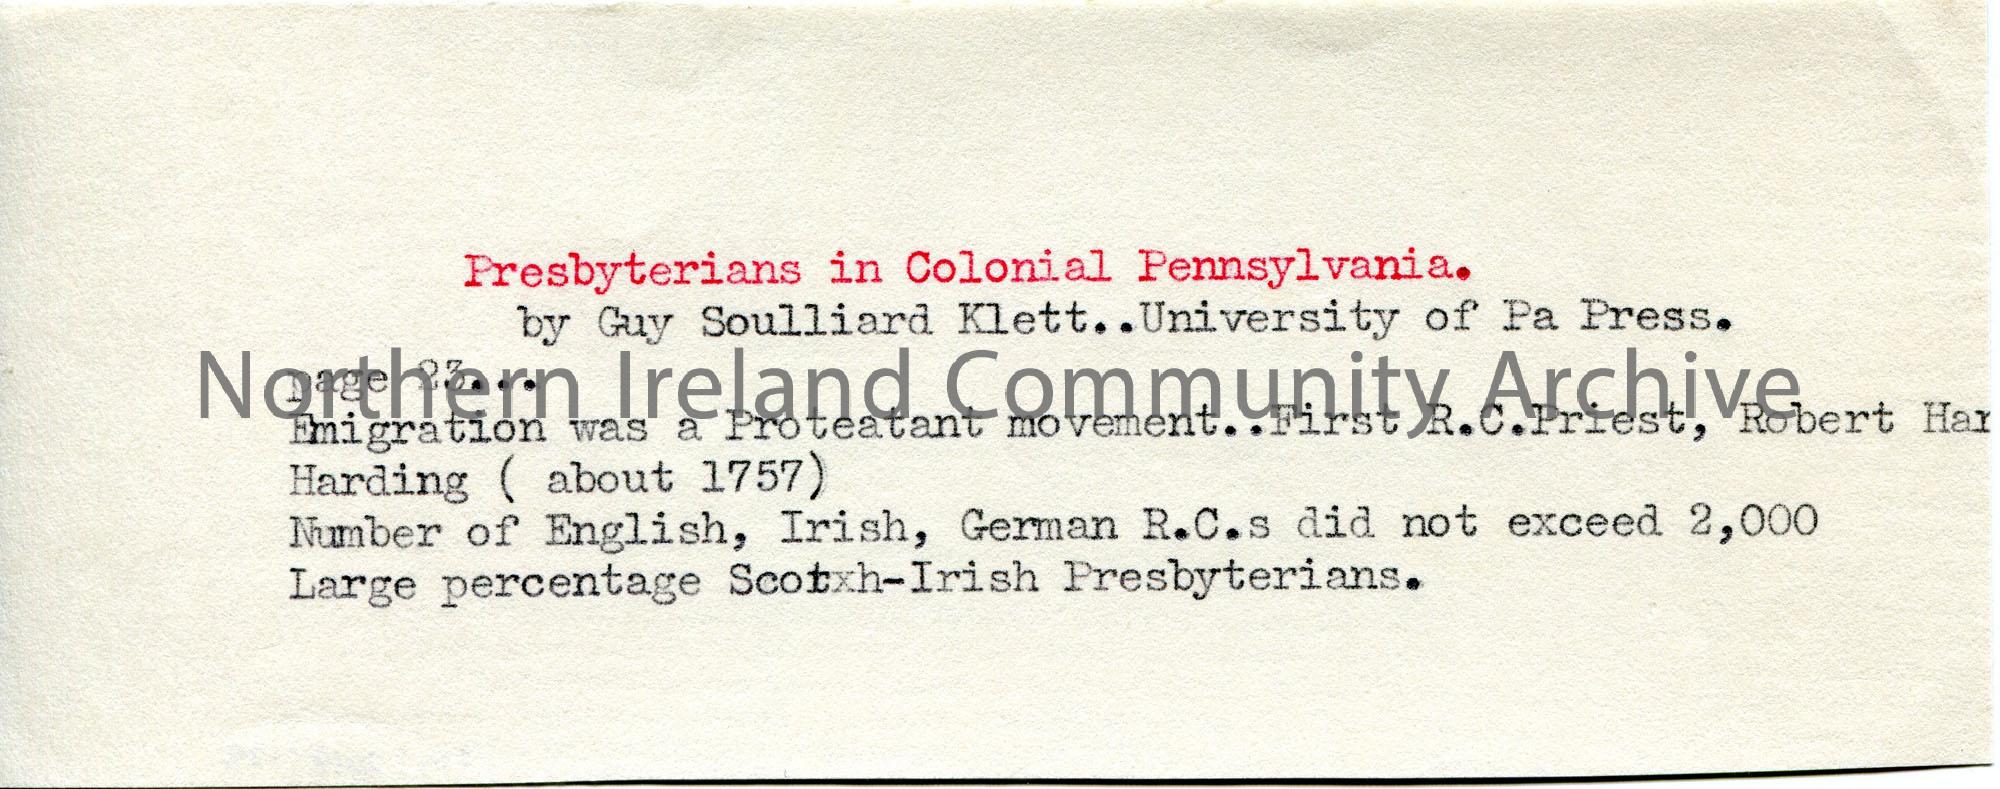 Presbyterians in Colonial Pennsylvania.
by Guy Soulliard Klett..University of Pa Press.
page 23...
Northern Ireland Community Archive
Emigration was a Proteatant movement..First R.C.Priest, Robert Har
Harding ( about 1757)
Number of English, Irish, German R.C.s did not exceed 2,000
Large percentage Scotxh-Irish Presbyterians.